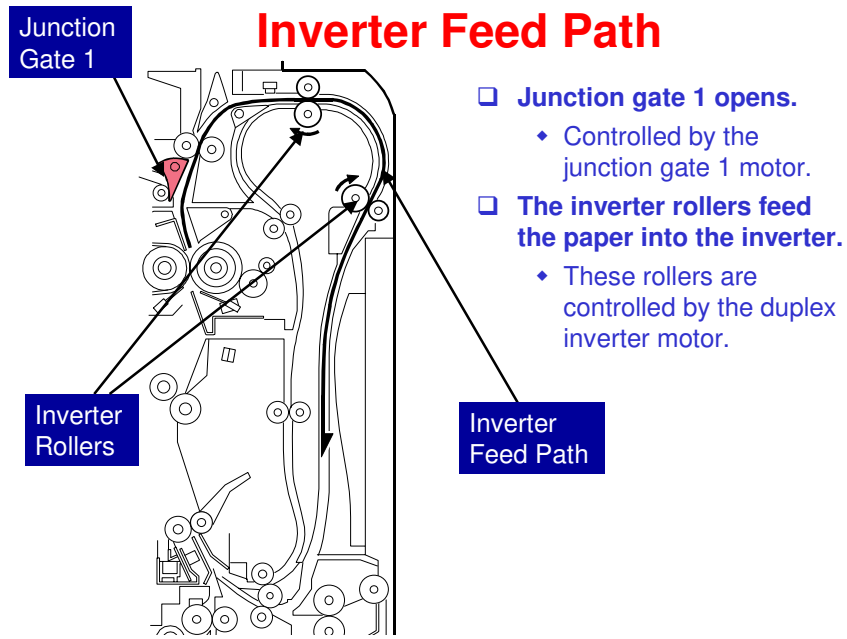 Junction
Gate 1
Inverter Feed Path
❑ Junction gate 1 opens.
◆ Controlled by the
junction gate 1 motor.
❑ The inverter rollers feed
the paper into the inverter.
◆ These rollers are
controlled by the duplex
inverter motor.
Inverter
Rollers
Inverter
Feed Path